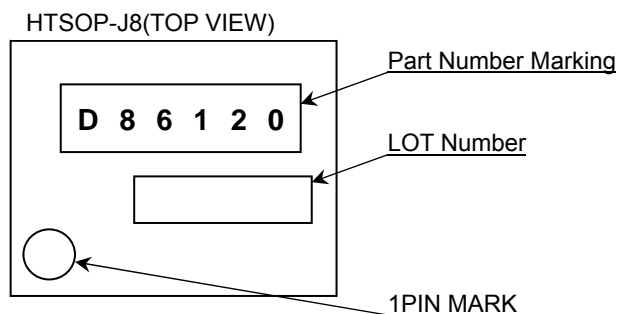 HTSOP-J8(TOP VIEW)
Part Number Marking
D 8 6 1 2 0
LOT Number
1PIN MARK